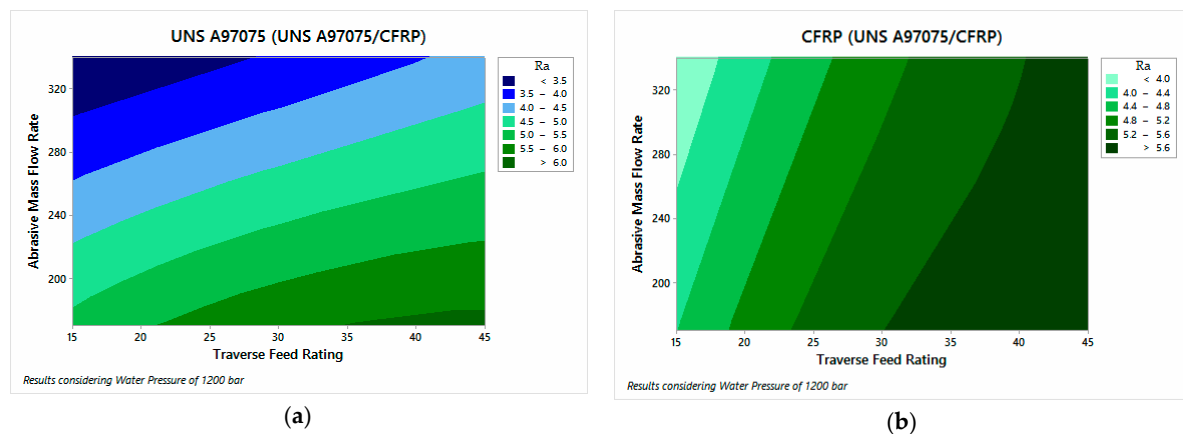 UNS A97075 (UNS A97075/CFRP)
Abrasive Mass Flow Rate
320
280
240
200
15
20
25
30
35
40
45
Traverse Feed Rating
Ra
< 3.5
3.5 – 4.0
4.0 – 4.5
4.5 – 5.0
5.0 – 5.5
5.5 – 6.0
> 6.0
Results considering Water Pressure of 1200 bar
(a)
CFRP (UNS A97075/CFRP)
Abrasive Mass Flow Rate
320
280
240
200
15
20
25
30
35
40
45
Traverse Feed Rating
Ra
< 4.0
4.0 – 4.4
4.4 – 4.8
4.8 – 5.2
5.2 – 5.6
> 5.6
Results considering Water Pressure of 1200 bar
(b)